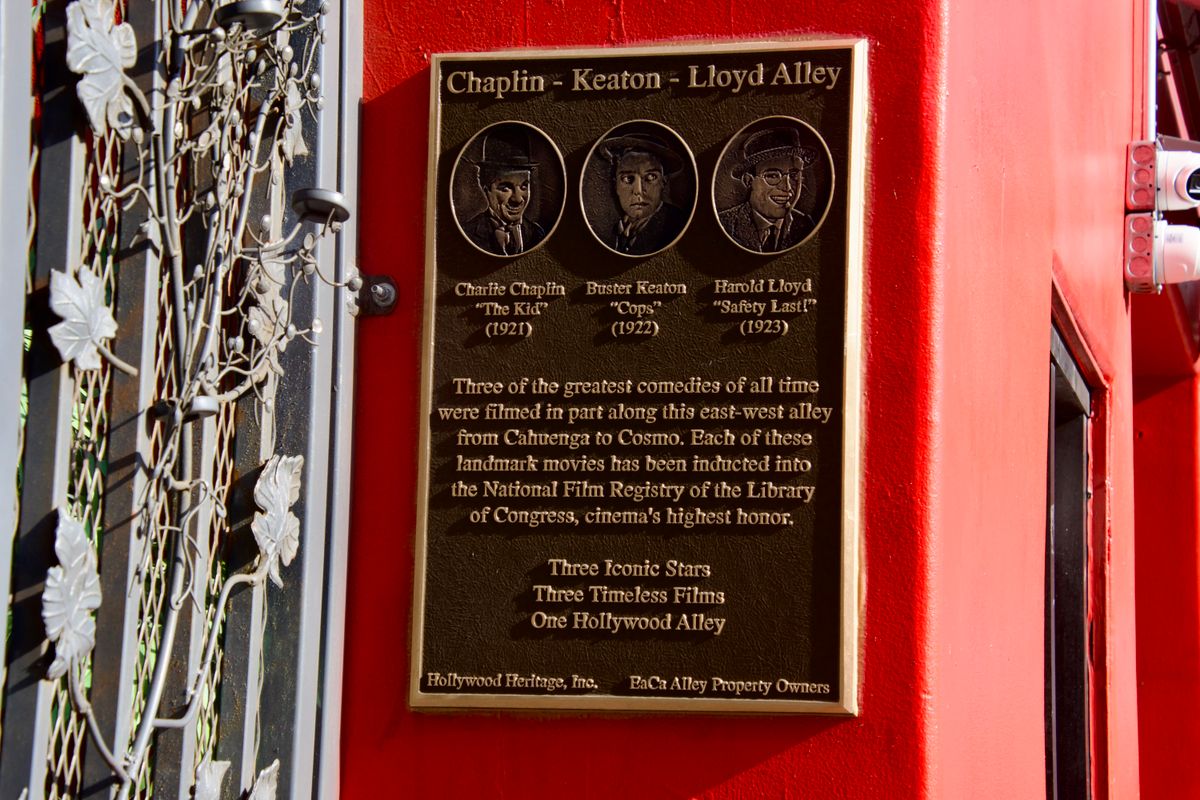 Chaplin - Keaton - Lloyd Alley
Charlie Chaplin
"The Kid"
(1921)
Buster Keaton
"Cops"
(1922)
Harold Lloyd
"Safety Last!"
(1923)
Three of the greatest comedies of all time
were filmed in part along this east-west alley
from Cahuenga to Cosmo. Each of these
landmark movies has been inducted into
the National Film Registry of the Library
of Congress, cinema's highest honor.
Three Iconic Stars
Three Timeless Films
One Hollywood Alley
Hollywood Heritage, Inc.
EaCa Alley Property Owners